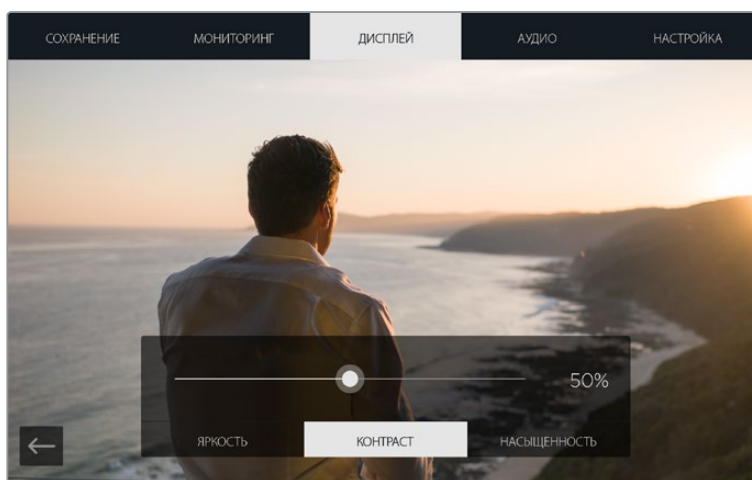 СОХРАНЕНИЕ МОНИТОРИНГ ДИСПЛЕЙ АУДИО НАСТРОЙКА
50%
ЯРКОСТЬ КОНТРАСТ НАСЫЩЕННОСТЬ